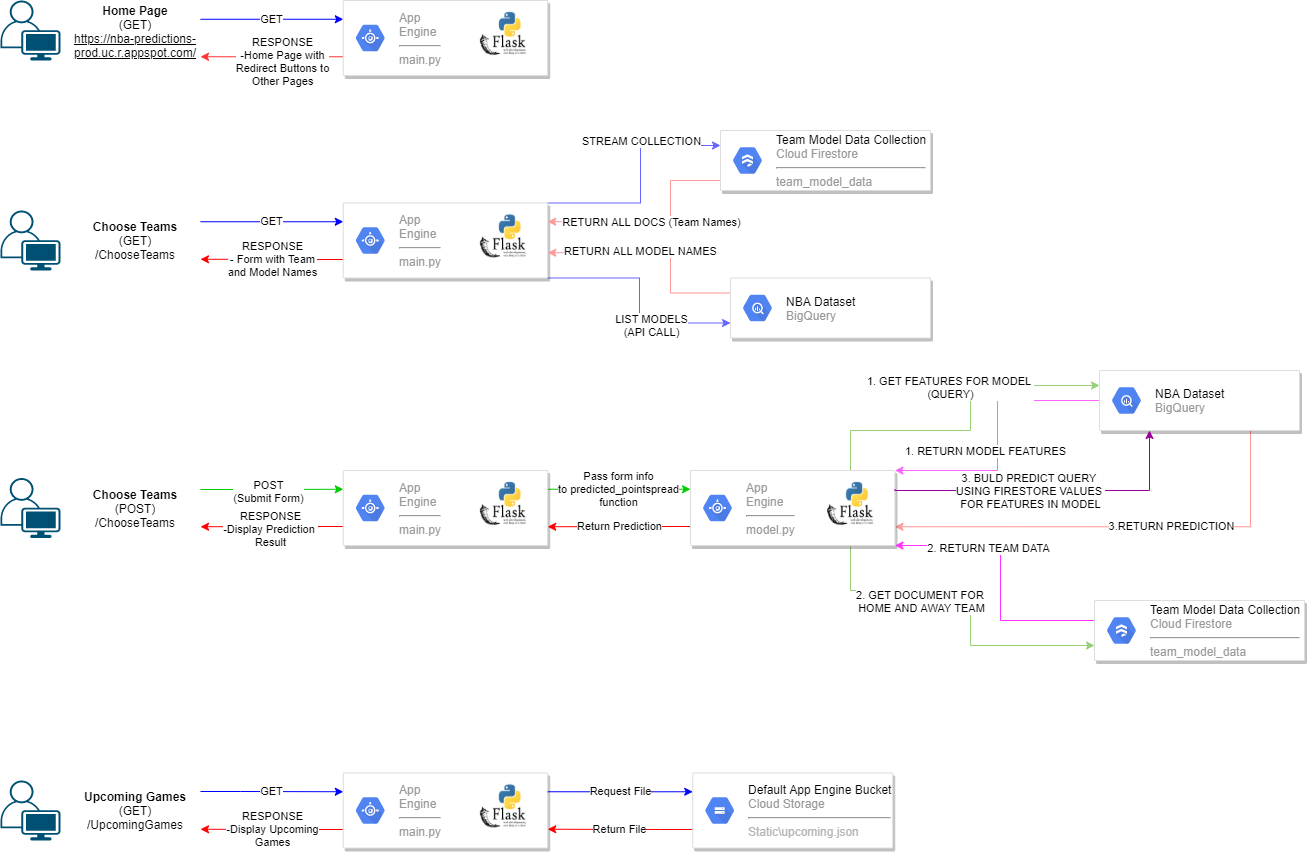 Home Page
(GET)
https://nba-predictions-
prod.uc.r.appspot.com/
GET
RESPONSE
-Home Page with
Redirect Buttons to
Other Pages
App
Engine
main.py
Flask
Choose Teams
(GET)
/ChooseTeams
GET
RESPONSE
- Form with Team
and Model Names
App
Engine
main.py
Flask
STREAM COLLECTION
RETURN ALL DOCS (Team Names)
RETURN ALL MODEL NAMES
LIST MODELS
(API CALL)
Team Model Data Collection
Cloud Firestore
team_model_data
NBA Dataset
BigQuery
Choose Teams
(POST)
/ChooseTeams
POST
(Submit Form)
RESPONSE
-Display Prediction
Result
App
Engine
main.py
Flask
Pass form info
to predicted_pointspread
function
Return Prediction
App
Engine
model.py
Flask
1. GET FEATURES FOR MODEL
(QUERY)
1. RETURN MODEL FEATURES
3. BULD PREDICT QUERY
USING FIRESTORE VALUES
FOR FEATURES IN MODEL
3.RETURN PREDICTION
2. RETURN TEAM DATA
2. GET DOCUMENT FOR
HOME AND AWAY TEAM
NBA Dataset
BigQuery
Team Model Data Collection
Cloud Firestore
team_model_data
Upcoming Games
(GET)
/UpcomingGames
GET
RESPONSE
-Display Upcoming
Games
App
Engine
main.py
Flask
Request File
Return File
Default App Engine Bucket
Cloud Storage
Static\upcoming.json